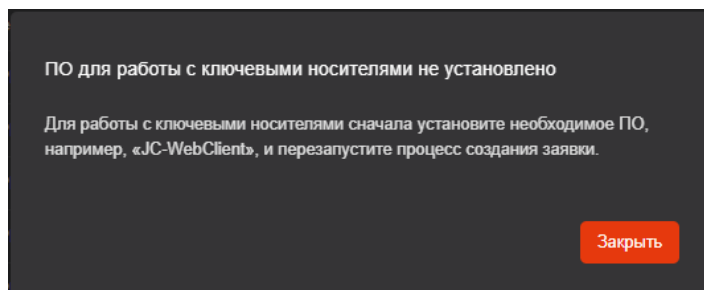 ПО для работы с ключевыми носителями не установлено
Для работы с ключевыми носителями сначала установите необходимое ПО,
например, «JC-WebClient», и перезапустите процесс создания заявки.
Закрыть